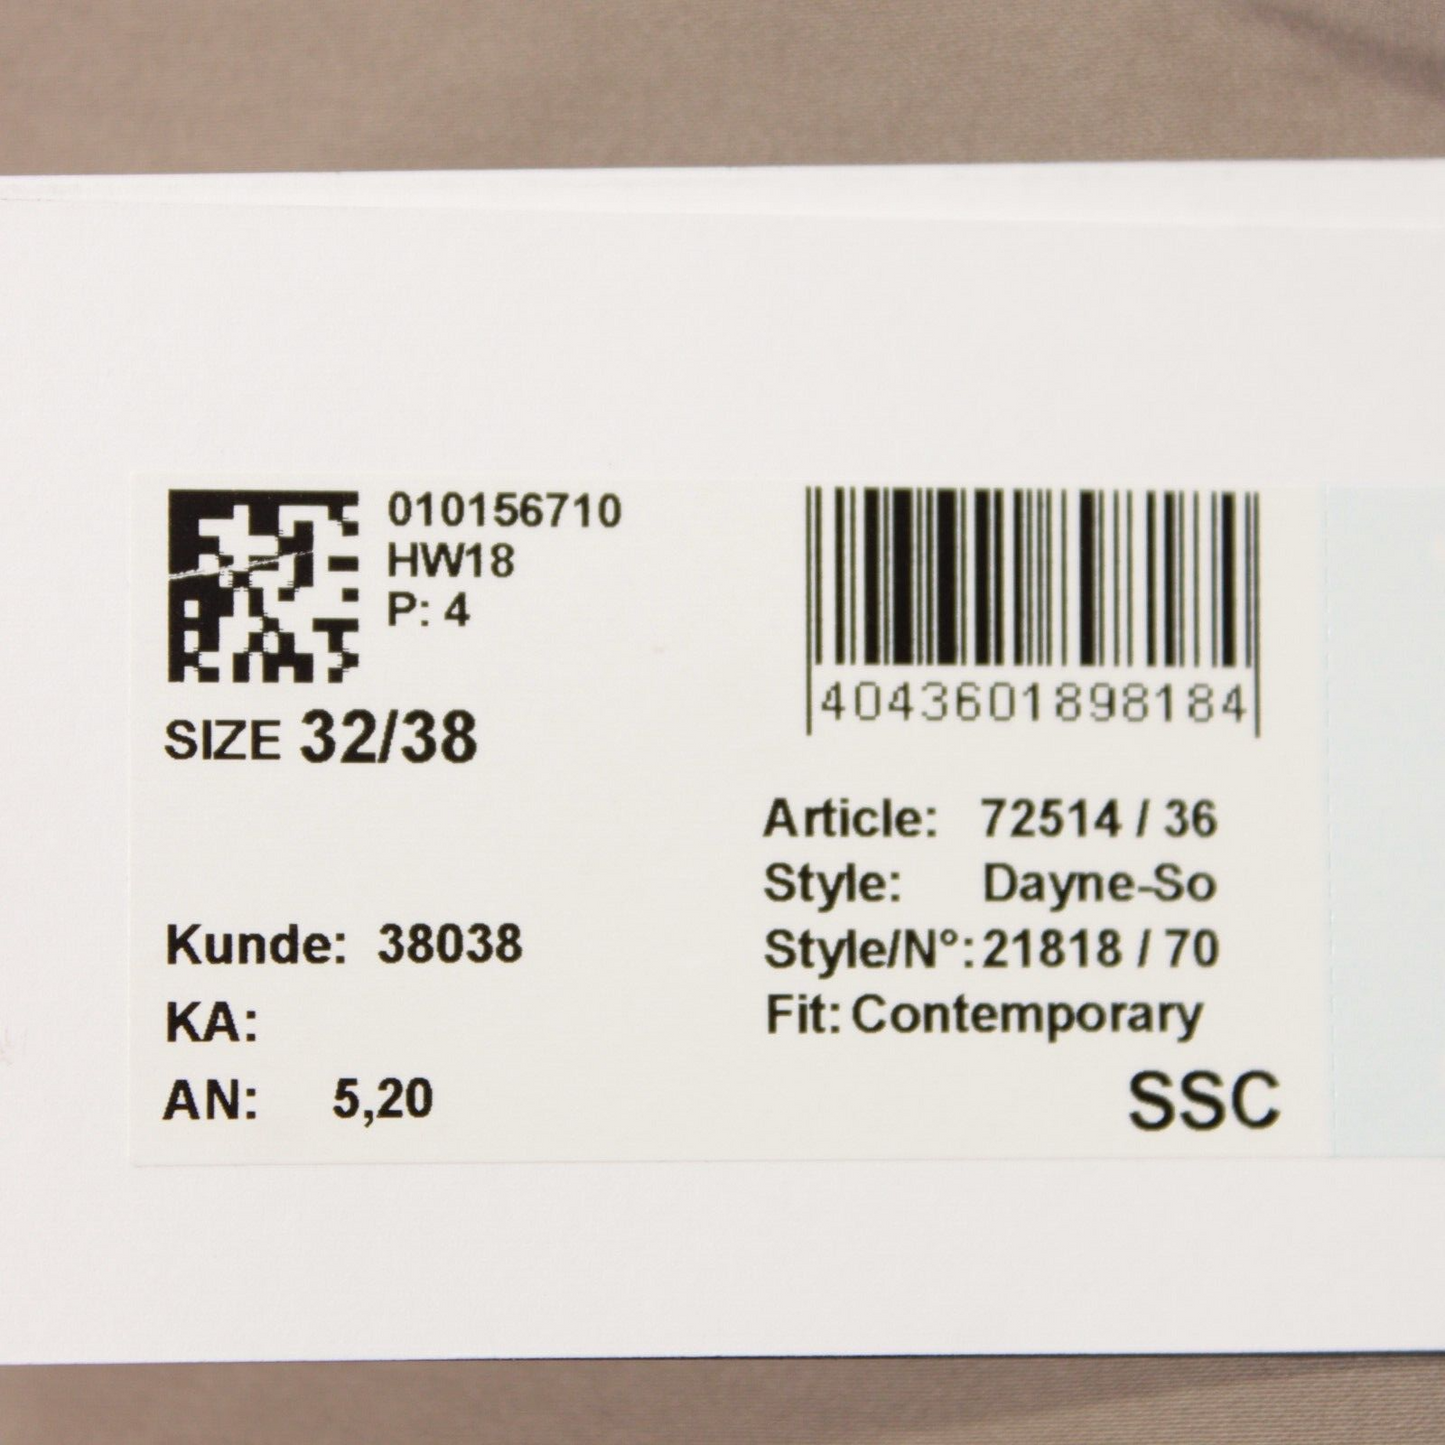 010156710
HW18
P: 4
SIZE 32/38
Kunde: 38038
KA:
AN: 5,20
4043601898184
Article: 72514 / 36
Style: Dayne-So
Style/N°: 21818 / 70
Fit: Contemporary
SSC